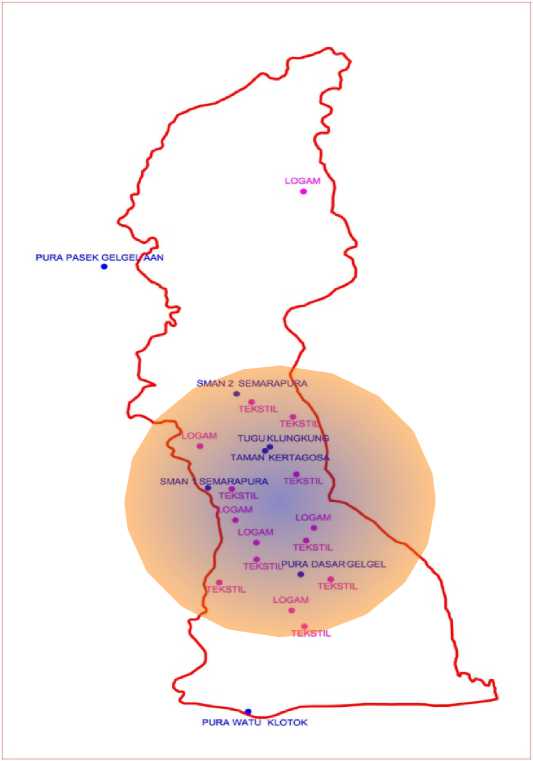 LOGAM
PURA PASEK GELGEL AAN
SMAN 2 SEMARAPURA
TEKSTIL
TEKSTIL
LOGAM
TUGU KLUNGKUNG
TAMAN KERTAGOSA
SMAN 1 SEMARAPURA
TEKSTIL
TEKSTIL
LOGAM
LOGAM
LOGAM
TEKSTIL
TEKSTIL
PURA DASAR GELGEL
TEKSTIL
TEKSTIL
LOGAM
TEKSTIL
PURA WATU KLOTOK